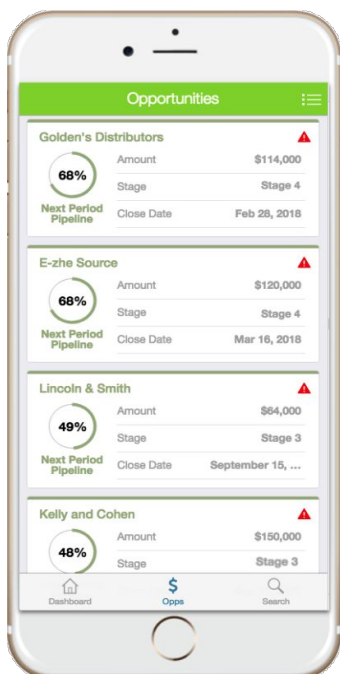 Opportunities
Golden's Distributors
Amount $114,000
68%
Stage Stage 4
Next Period
Pipeline
Close Date Feb 28, 2018
E-zhe Source
Amount $120,000
68%
Stage Stage 4
Next Period
Pipeline
Close Date Mar 16, 2018
Lincoln & Smith
Amount $64,000
49%
Stage Stage 3
Next Period
Pipeline
Close Date September 15, ...
Kelly and Cohen
Amount $150,000
48%
Stage Stage 3
Dashboard Opps Search